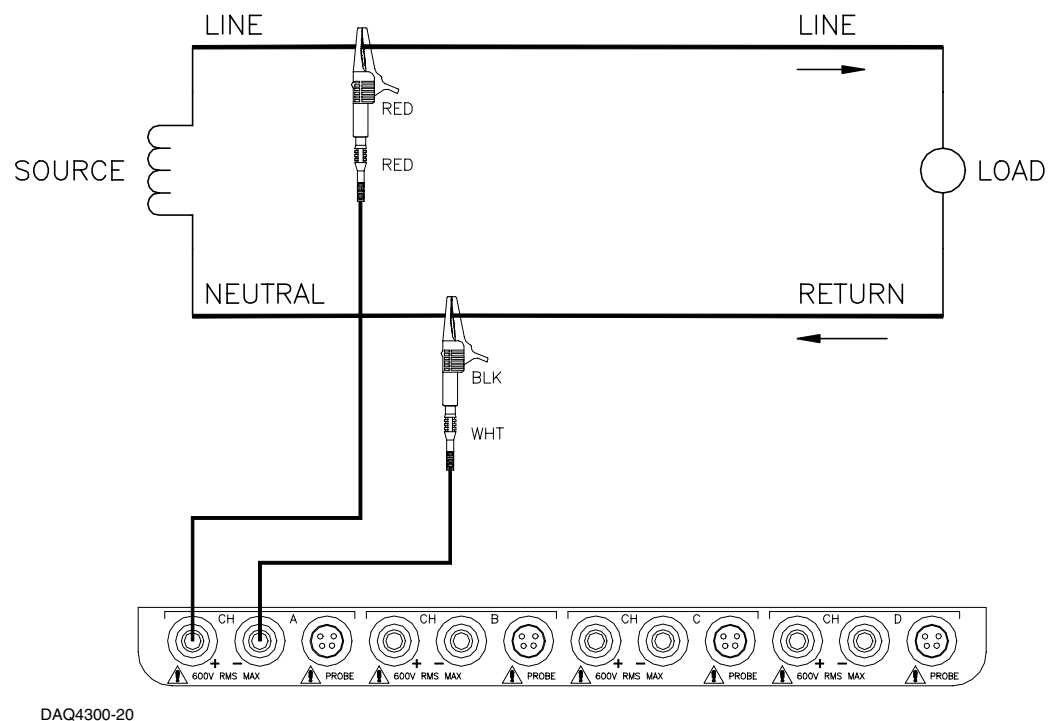 LINE LINE
RED
RED
SOURCE LOAD
NEUTRAL RETURN
BLK
WHT
CH A CH B CH C CH D
+ − + − + − + −
600V RMS MAX PROBE 600V RMS MAX PROBE 600V RMS MAX PROBE 600V RMS MAX PROBE
DAQ4300-20